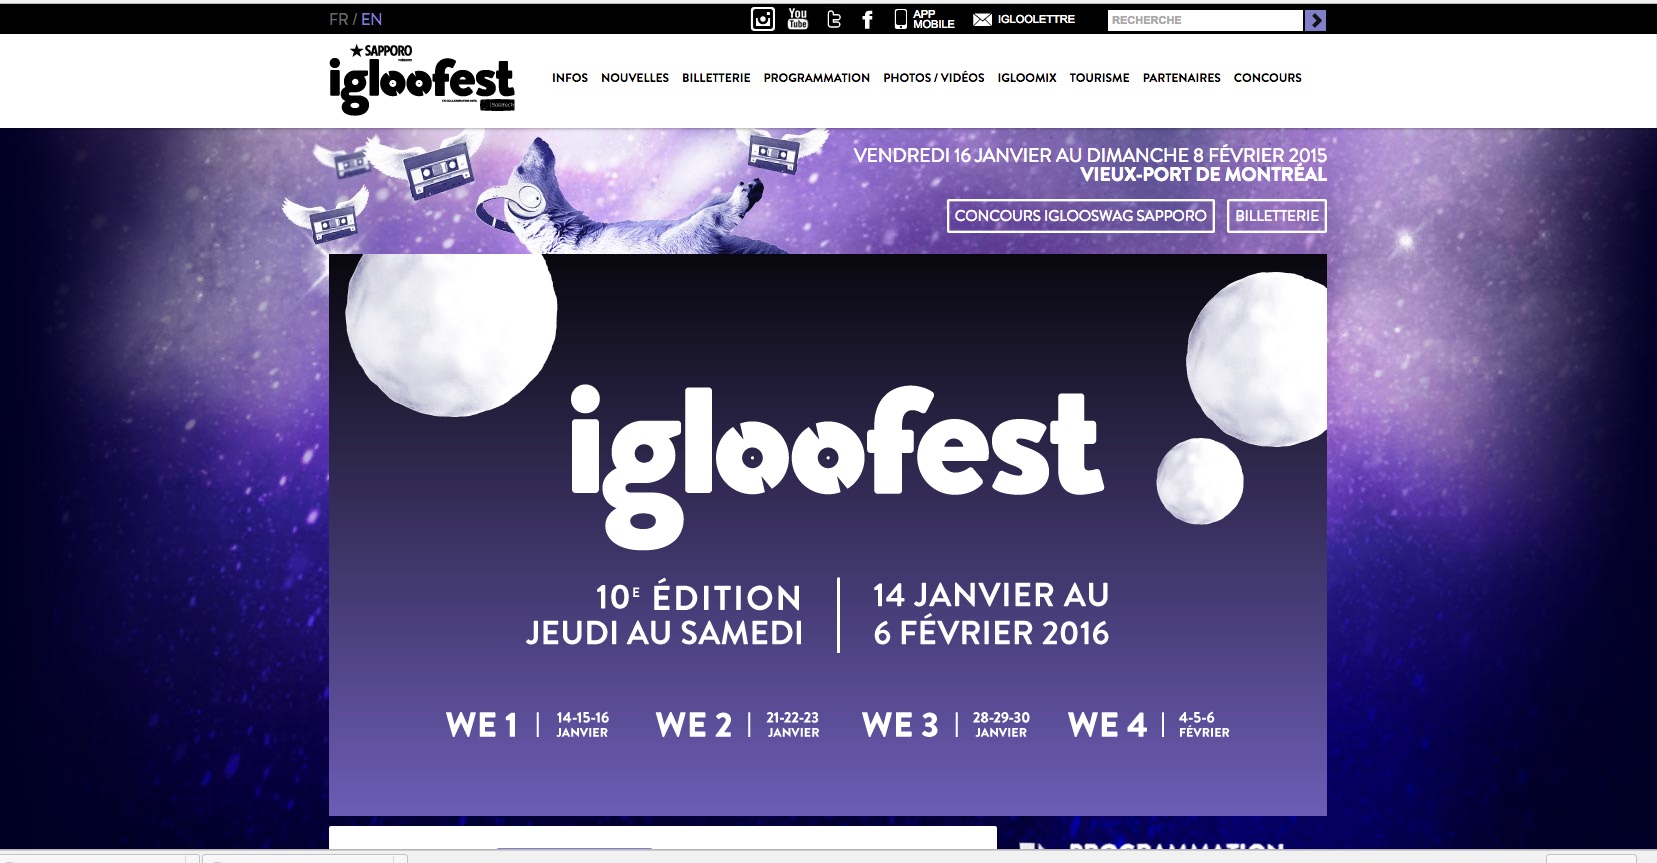 FR / EN
You
Tube
APP
MOBILE
IGLOOLETTRE
RECHERCHE
SAPPORO
igloofest
INFOS NOUVELLES BILLETTERIE PROGRAMMATION PHOTOS / VIDÉOS IGLOOMIX TOURISME PARTENAIRES CONCOURS
VENDREDI 16 JANVIER AU DIMANCHE 8 FÉVRIER 2015
VIEUX-PORT DE MONTRÉAL
CONCOURS IGLOOSWAG SAPPORO BILLETTERIE
igloofest
10E ÉDITION
JEUDI AU SAMEDI
14 JANVIER AU
6 FÉVRIER 2016
WE 1 | 14-15-16
JANVIER
WE 2 | 21-22-23
JANVIER
WE 3 | 28-29-30
JANVIER
WE 4 | 4-5-6
FÉVRIER
PROGRAMMATION